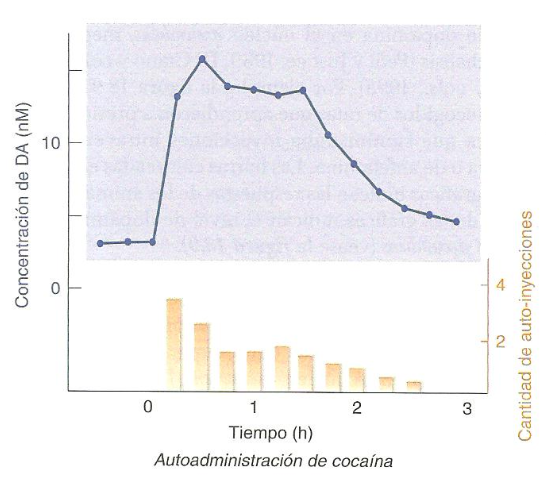 Concentración de DA (nM)
10
0
4
2
Cantidad de auto-inyecciones
0
1
2
3
Tiempo (h)
Autoadministración de cocaína